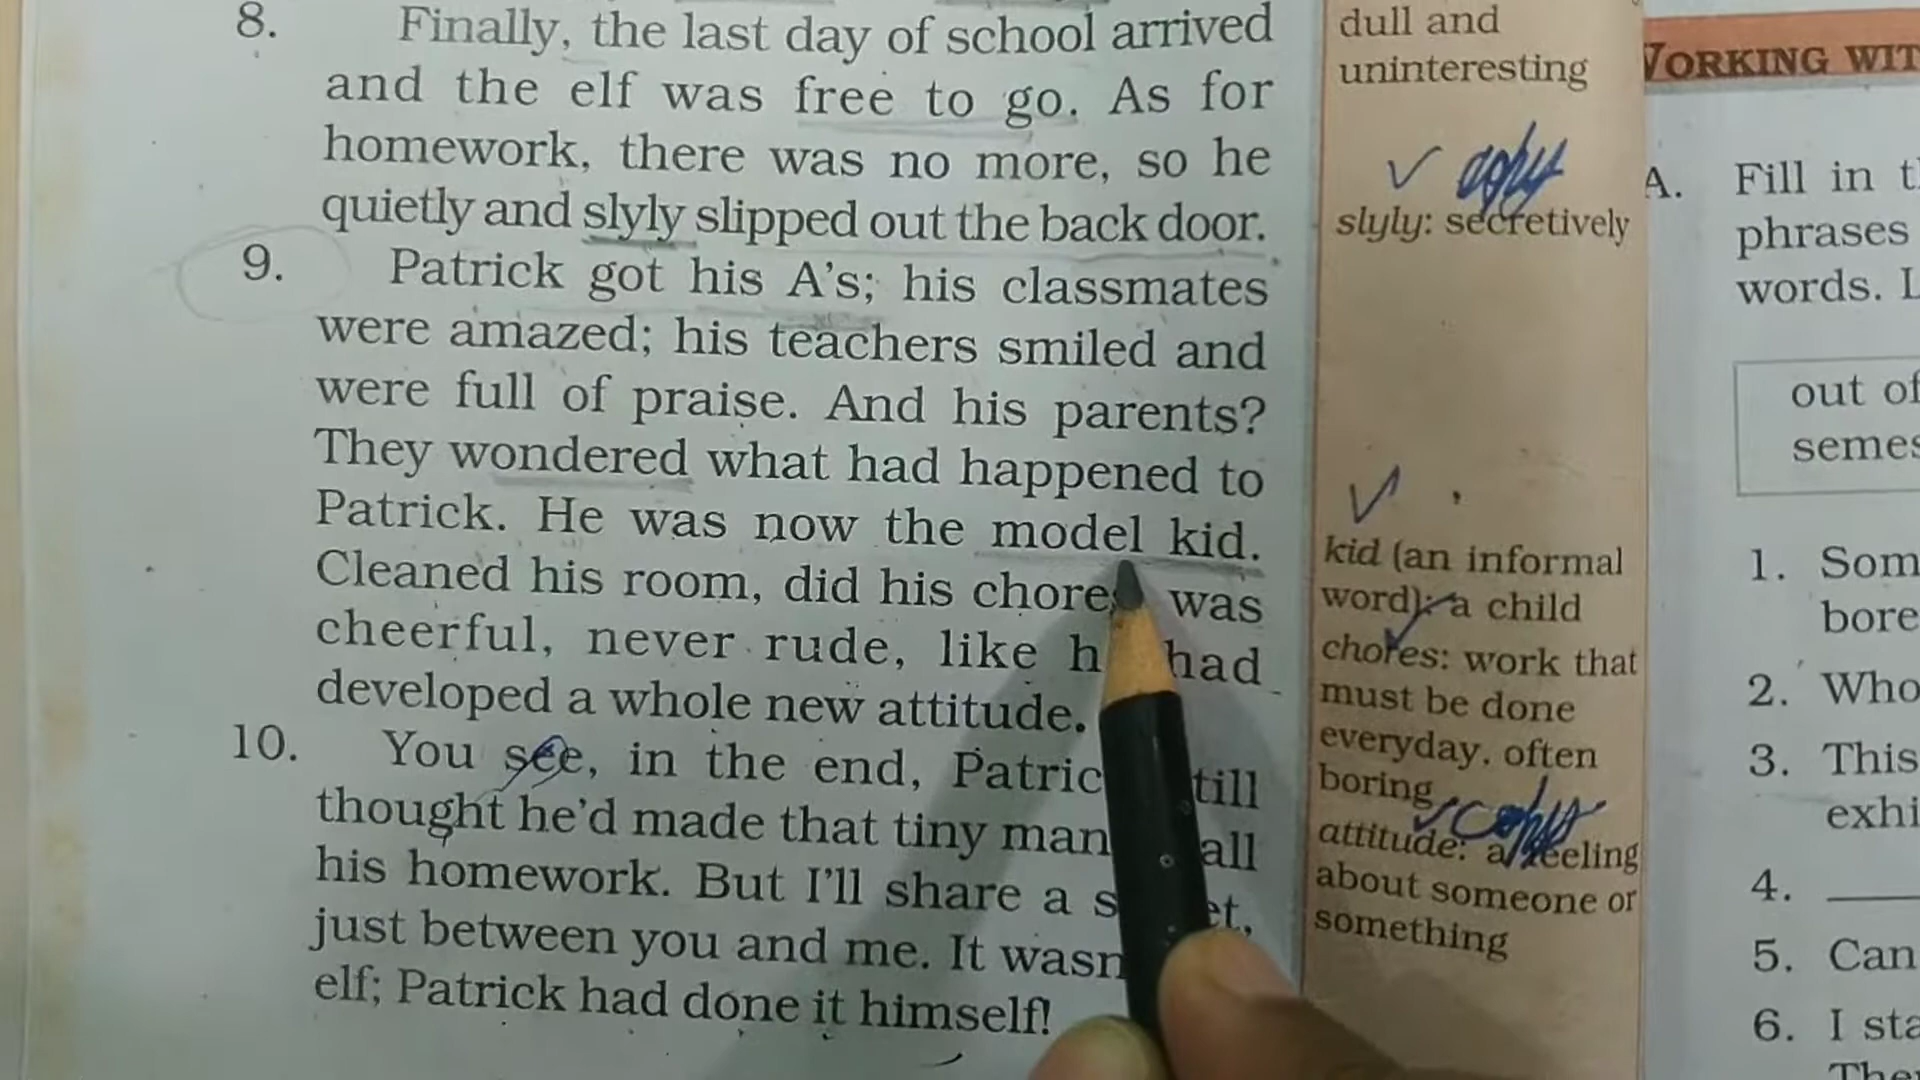 8. Finally, the last day of school arrived
and the elf was free to go. As for
homework, there was no more, so he
quietly and slyly slipped out the back door.
9. Patrick got his A's; his classmates
were amazed; his teachers smiled and
were full of praise. And his parents?
They wondered what had happened to
Patrick. He was now the model kid.
Cleaned his room, did his chores was
cheerful, never rude, like h had
developed a whole new attitude.
10. You see, in the end, Patric till
thought he'd made that tiny man all
his homework. But I'll share a s et,
just between you and me. It wasn
elf; Patrick had done it himself!
dull and
uninteresting
copy
slyly: secretively
kid (an informal
word): a child
chores: work that
must be done
everyday, often
boring
copy
attitude: a feeling
about someone or
something
WORKING WIT
A. Fill in t
phrases
words. L
out of
semes
1. Som
bore
2. Who
3. This
exhi
4.
5. Can
6. I sta
Ther